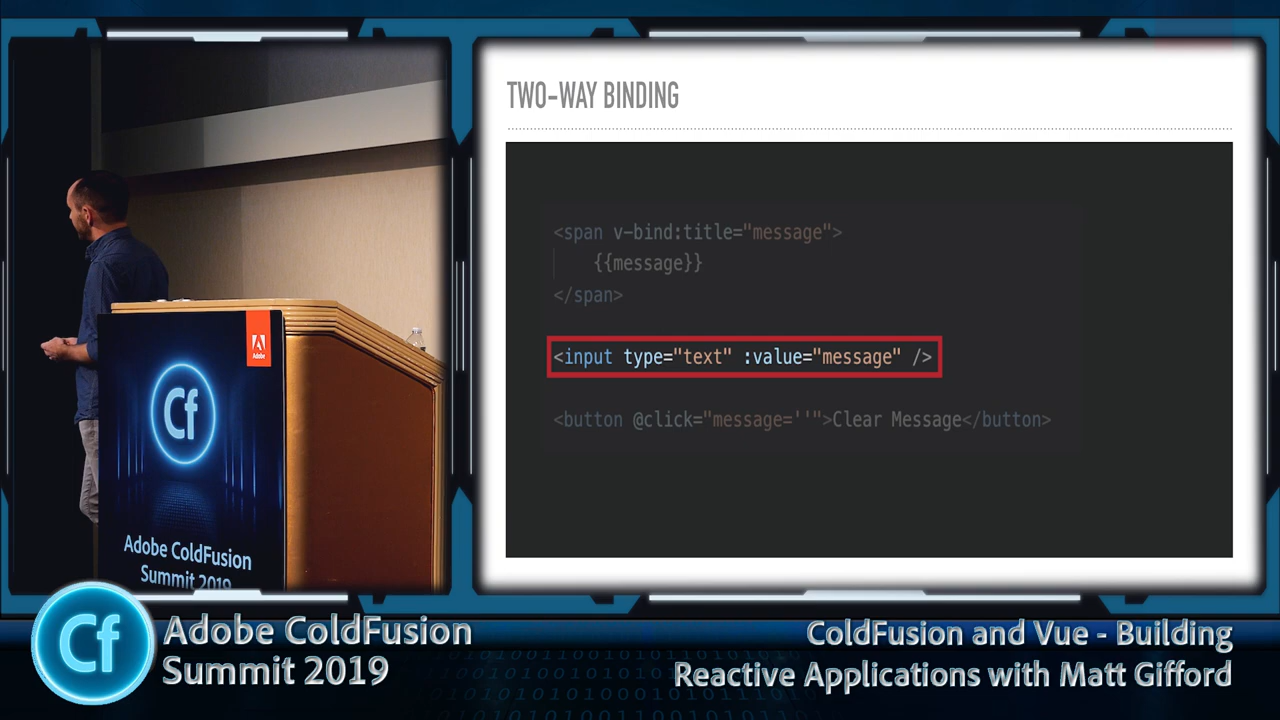 TWO-WAY BINDING
<span v-bind:title="message">
{{message}}
</span>
<input type="text" :value="message" />
<button @click="message=''">Clear Message</button>
Adobe
Cf
Adobe ColdFusion
Summit 2019
Cf
Adobe ColdFusion
Summit 2019
ColdFusion and Vue - Building
Reactive Applications with Matt Gifford